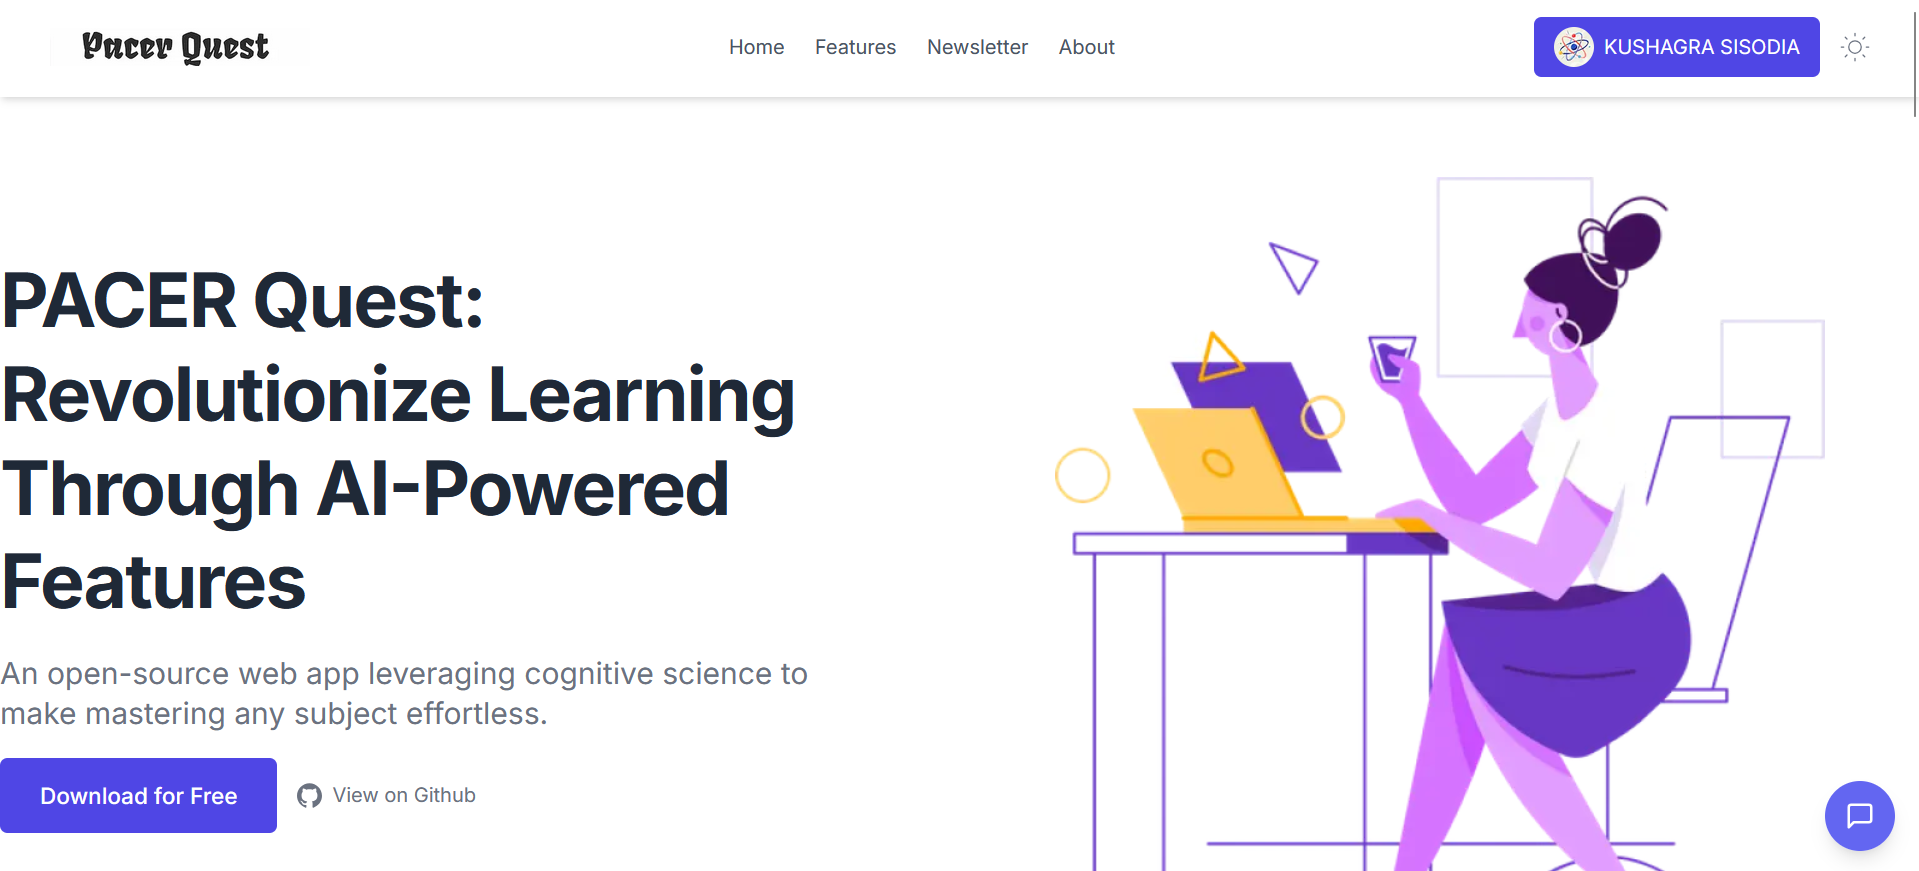 Pacer Quest
Home
Features
Newsletter
About
KUSHAGRA SISODIA
PACER Quest:
Revolutionize Learning
Through AI-Powered
Features
An open-source web app leveraging cognitive science to
make mastering any subject effortless.
Download for Free
View on Github